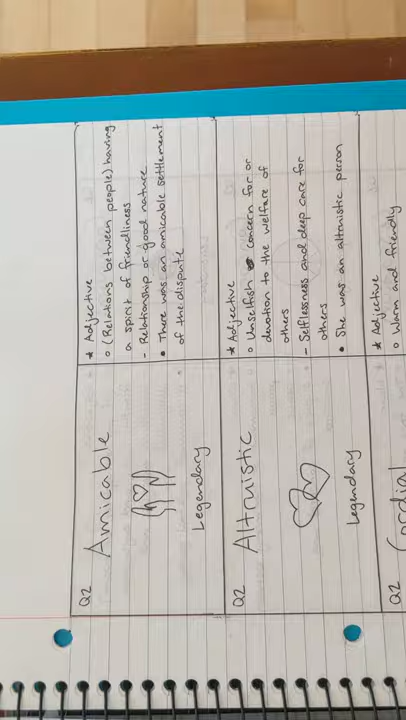 Q2
Amicable
Legendary
* Adjective
o (Relations between people) having
a spirit of friendliness
- Relationship or good nature
• There was an amicable settlement
of the dispute
Q2
Altruistic
Legendary
* Adjective
o Unselfish concern for or
devotion to the welfare of
others
- Selflessness and deep care for
others
• She was an altruistic person
Q2
Cordial
* Adjective
o Warm and friendly